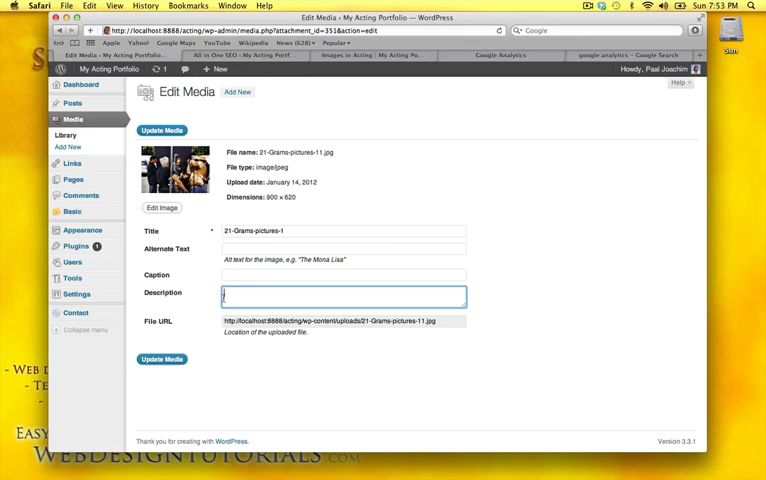 Safari File Edit View History Bookmarks Window Help Sun 7:53 PM
Edit Media ‹ My Acting Portfolio — WordPress
http://localhost:8888/acting/wp-admin/media.php?attachment_id=351&action=edit
Google
Apple Yahoo! Google Maps YouTube Wikipedia News (628) Popular
Edit Media ‹ My Acting Portfolio... All in One SEO ‹ My Acting Portf... Images in Acting | My Acting Po... Google Analytics google analytics – Google Search
My Acting Portfolio 1 + New Howdy, Paal Joachim
Dashboard
Posts
Media
Library
Add New
Links
Pages
Comments
Basic
Appearance
Plugins 1
Users
Tools
Settings
Contact
Collapse menu
Help
Edit Media Add New
Update Media
File name: 21-Grams-pictures-11.jpg
File type: image/jpeg
Upload date: January 14, 2012
Dimensions: 900 × 620
Edit Image
Title * 21-Grams-pictures-1
Alternate Text
Alt text for the image, e.g. "The Mona Lisa"
Caption
Description
File URL http://localhost:8888/acting/wp-content/uploads/21-Grams-pictures-11.jpg
Location of the uploaded file.
Update Media
Thank you for creating with WordPress. Version 3.3.1
Sun
- Web d
- Te
Easy
WebdesignTutorials.com